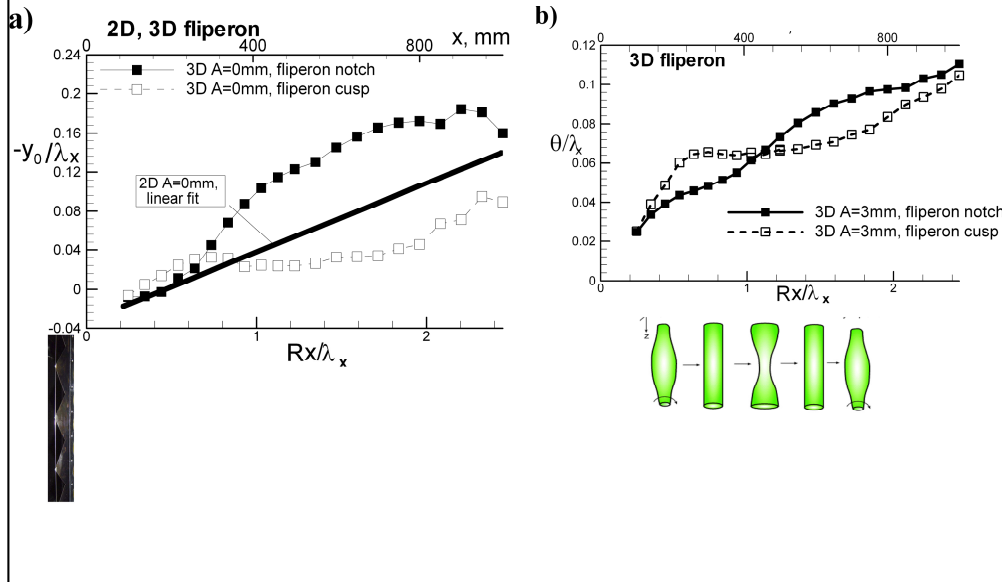 a)
2D, 3D fliperon
0 400 800 x, mm
0.24
0.2
0.16
-y₀/λₓ
0.12
0.08
0.04
0
-0.04
3D A=0mm, fliperon notch
3D A=0mm, fliperon cusp
2D A=0mm,
linear fit
0 1 2
Rx/λₓ
b)
0 400 800
0.12
3D fliperon
0.1
0.08
θ/λₓ
0.06
0.04
0.02
0
3D A=3mm, fliperon notch
3D A=3mm, fliperon cusp
0 1 2
Rx/λₓ
z